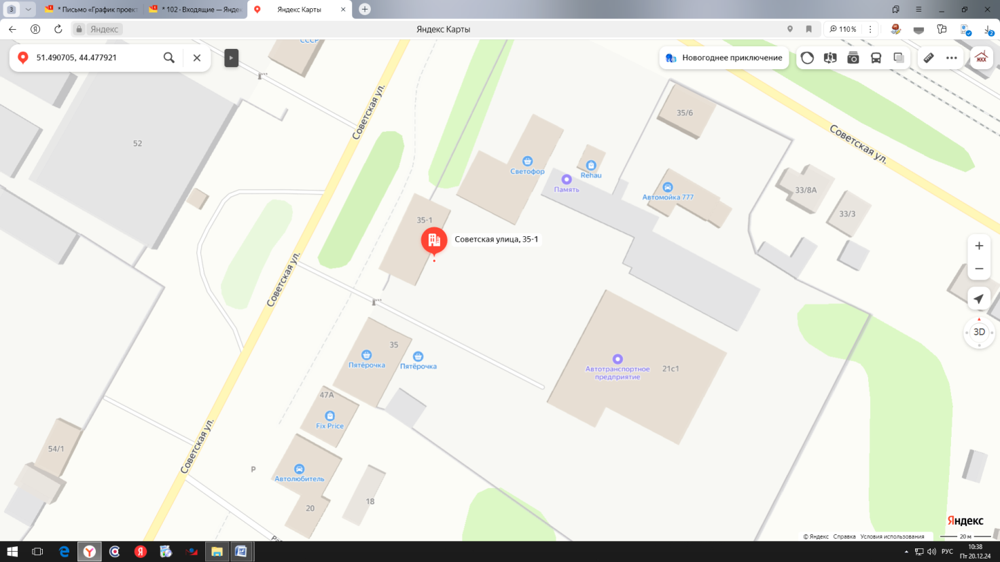 3
* Письмо «График проект
* 102 · Входящие — Яндек
Яндекс Карты
Яндекс
Яндекс Карты
110%
2
51.490705, 44.477921
Новогоднее приключение
ЖКХ
СССР
Советская ул.
35/6
Советская ул.
52
Светофор
Rehau
Память
Автомойка 777
33/8А
33/3
35-1
Советская улица, 35-1
Советская ул.
3D
35
Пятёрочка
Пятёрочка
Автотранспортное
предприятие
21с1
47А
Fix Price
Советская ул.
54/1
P
Автолюбитель
18
20
Яндекс
© Яндекс Справка Условия использования
20 м
РУС
10:38
Пт 20.12.24